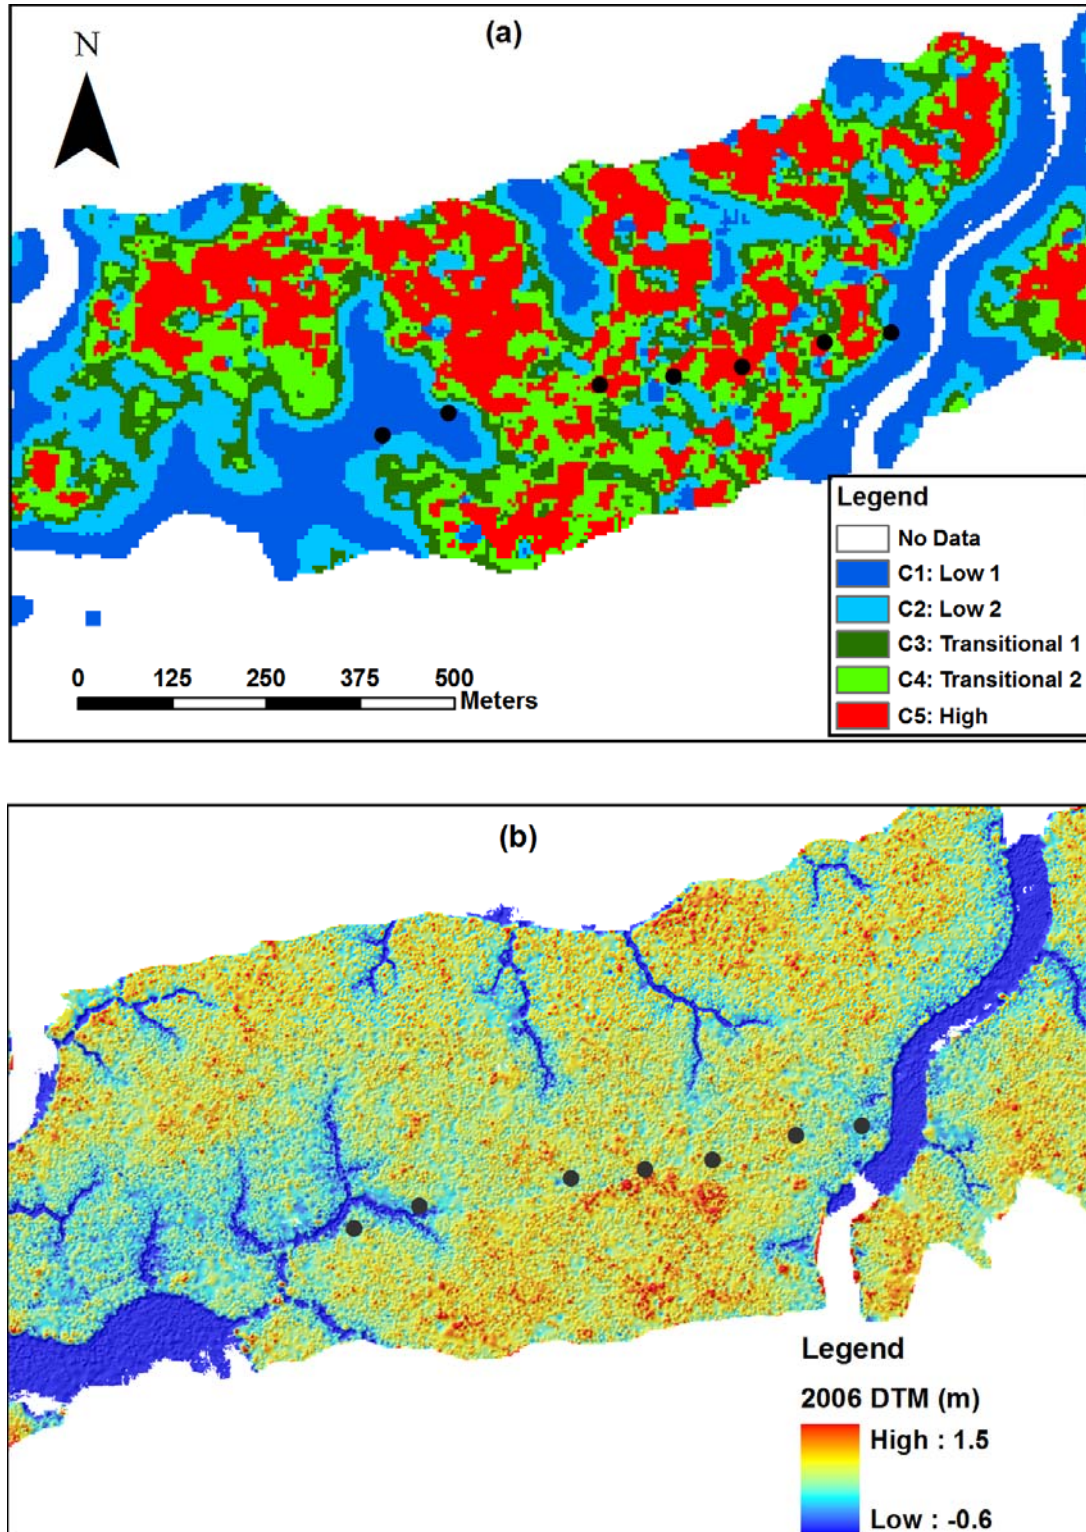 (a)
N
Legend
No Data
C1: Low 1
C2: Low 2
C3: Transitional 1
C4: Transitional 2
C5: High
0 125 250 375 500
Meters
(b)
Legend
2006 DTM (m)
High : 1.5
Low : -0.6